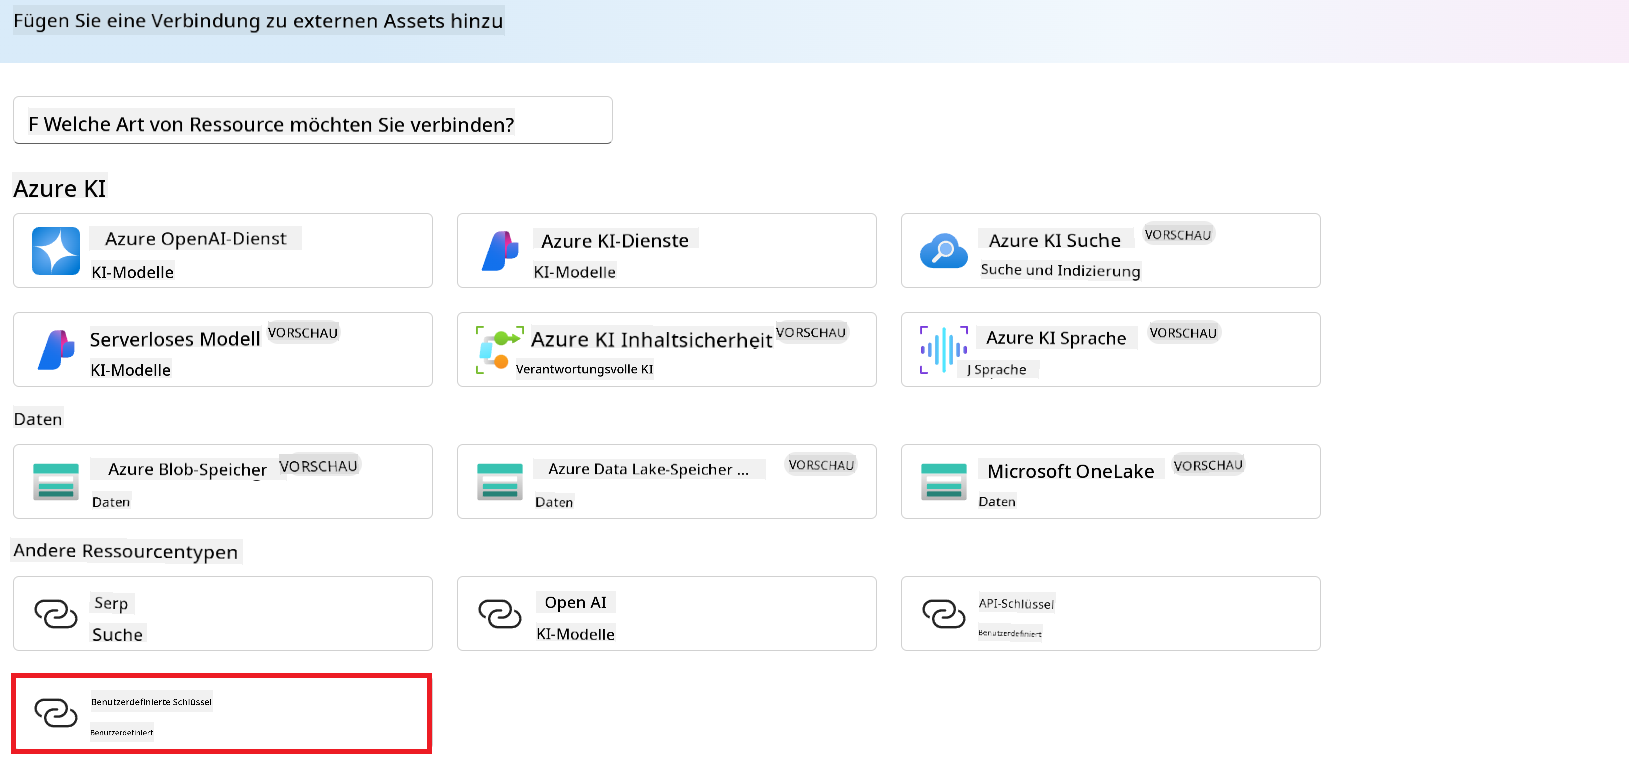 Fügen Sie eine Verbindung zu externen Assets hinzu
F Welche Art von Ressource möchten Sie verbinden?
Azure KI
Azure OpenAI-Dienst
KI-Modelle
Azure KI-Dienste
KI-Modelle
Azure KI Suche VORSCHAU
Suche und Indizierung
Serverloses Modell VORSCHAU
KI-Modelle
Azure KI Inhaltsicherheit VORSCHAU
Verantwortungsvolle KI
Azure KI Sprache VORSCHAU
J Sprache
Daten
Azure Blob-Speicher VORSCHAU
Daten
Azure Data Lake-Speicher ... VORSCHAU
Daten
Microsoft OneLake VORSCHAU
Daten
Andere Ressourcentypen
Serp
Suche
Open AI
KI-Modelle
API-Schlüssel
Benutzerdefiniert
Benutzerdefinierte Schlüssel
Benutzerdefiniert